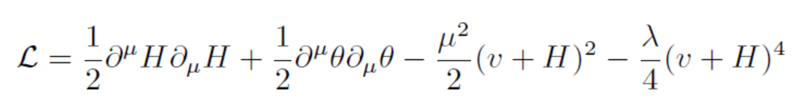 $\mathcal{L} = \frac{1}{2}\partial^{\mu} H \partial_{\mu} H + \frac{1}{2}\partial^{\mu}\theta\partial_{\mu}\theta - \frac{\mu^2}{2}(v + H)^2 - \frac{\lambda}{4}(v + H)^4$